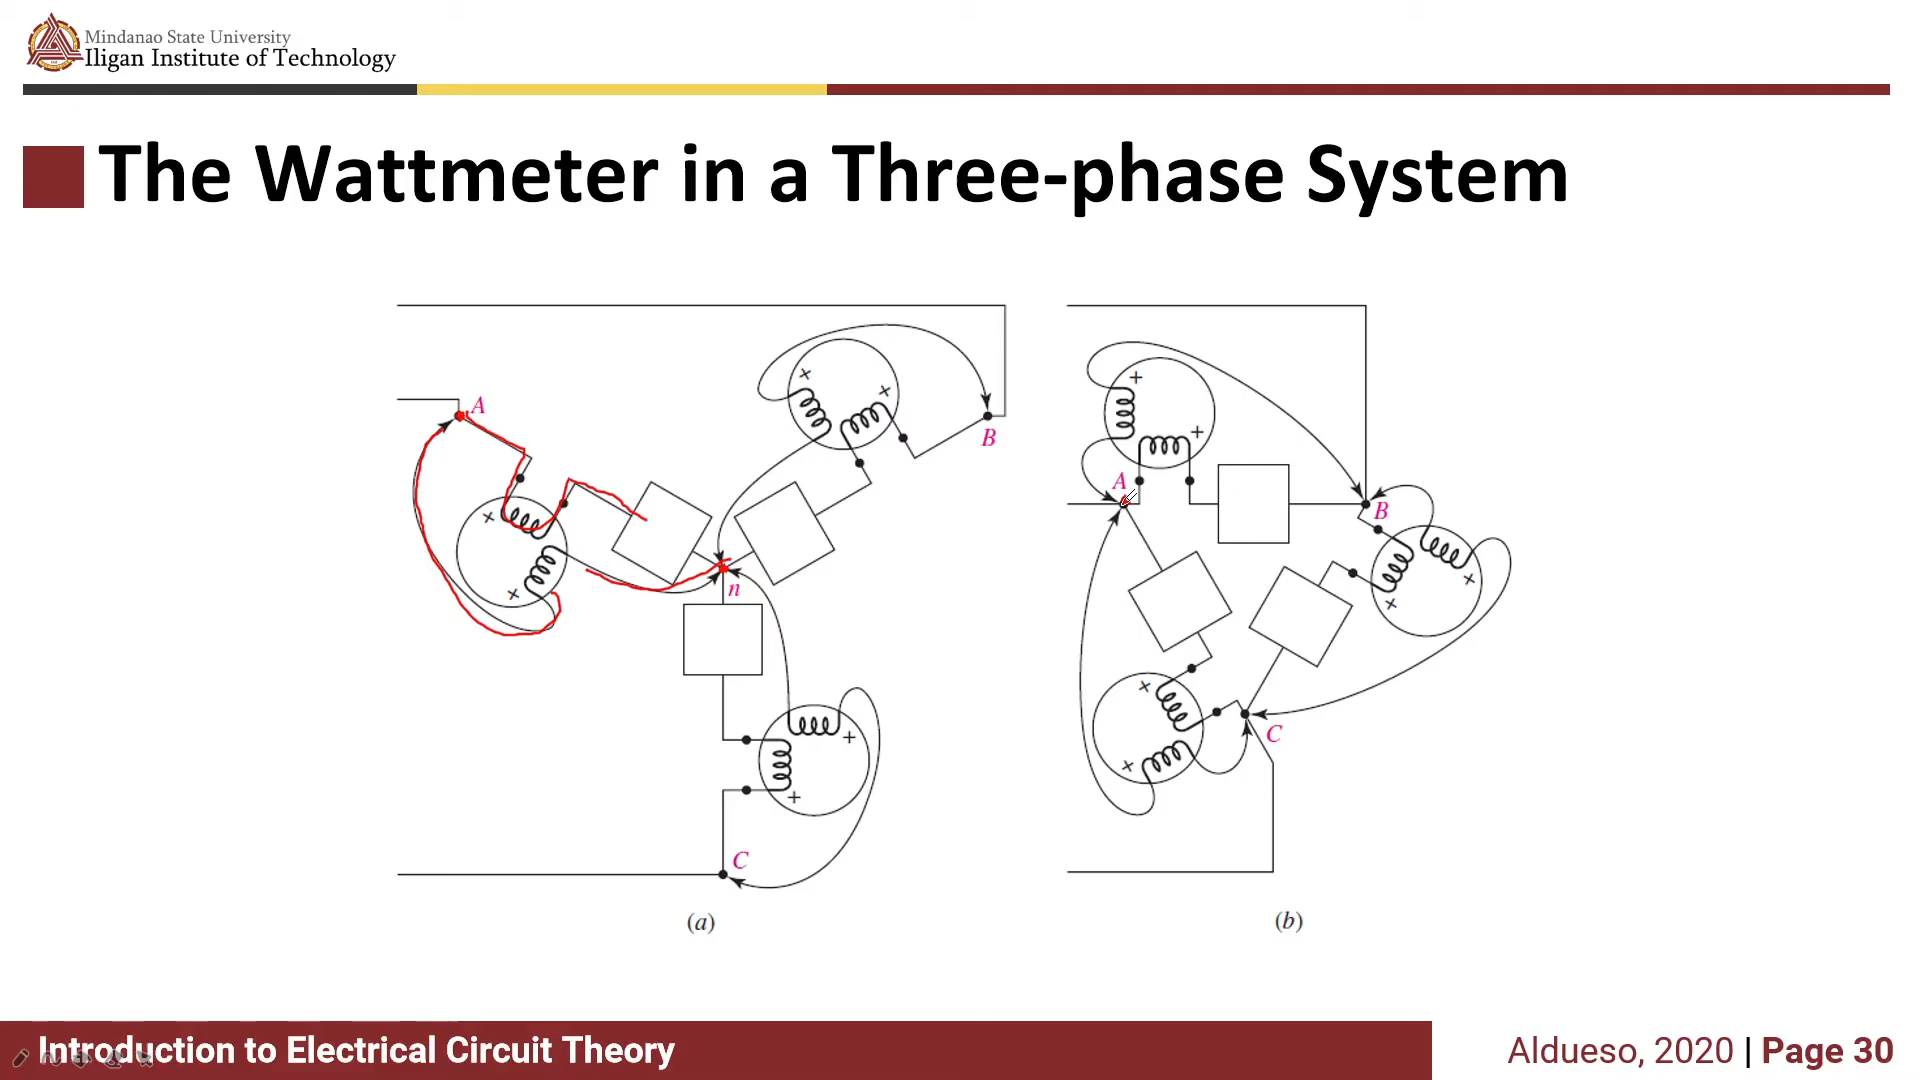 Mindanao State University
Iligan Institute of Technology
The Wattmeter in a Three-phase System
A
+
+
B
+
+
n
+
+
C
(a)
+
+
A
B
+
+
+
+
C
(b)
Introduction to Electrical Circuit Theory
Aldueso, 2020 | Page 30